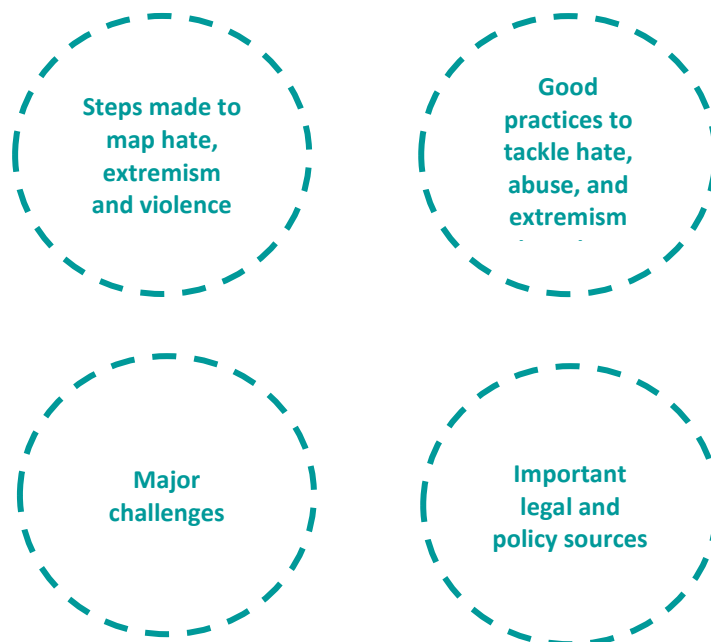 Steps made to
map hate,
extremism
and violence
Good
practices to
tackle hate,
abuse, and
extremism
Major
challenges
Important
legal and
policy sources